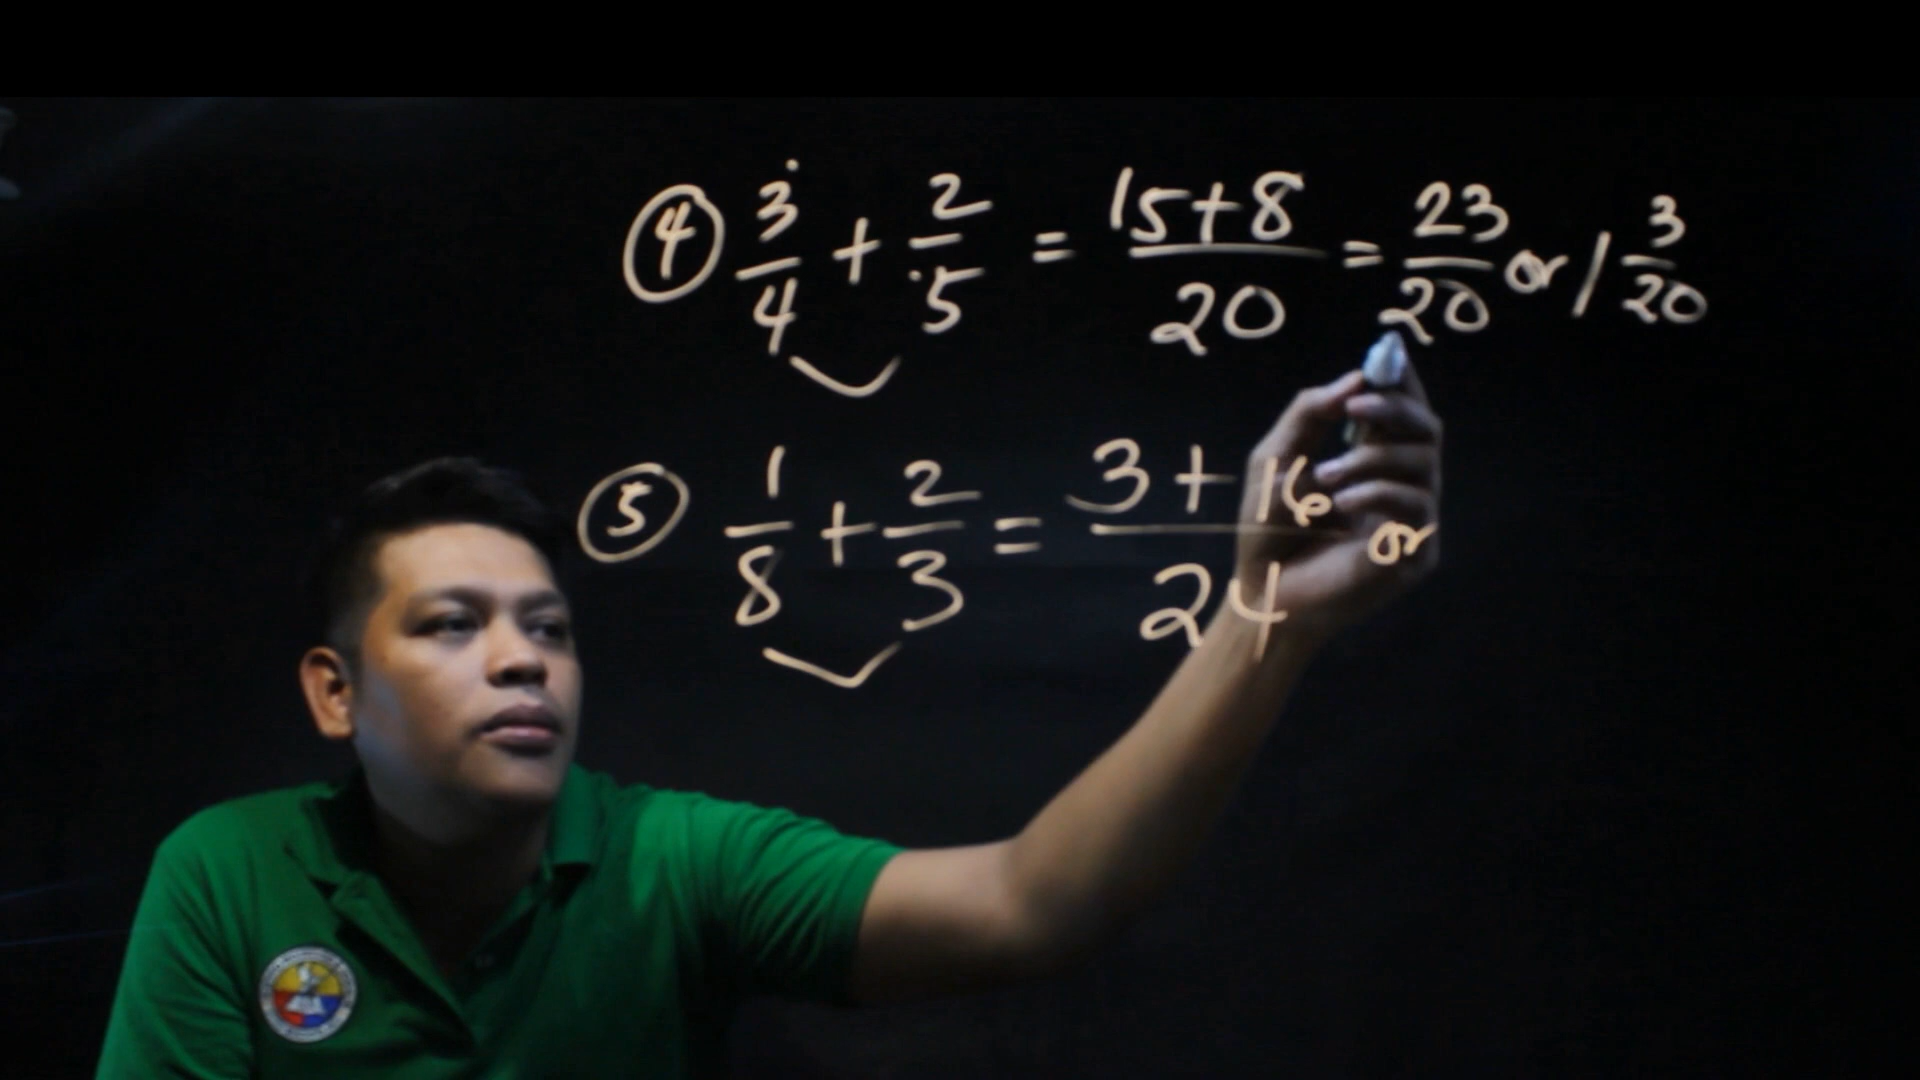 ④ 3/4 + 2/5 = 15+8/20 = 23/20 or 1 3/20
⑤ 1/8 + 2/3 = 3+16/24 or